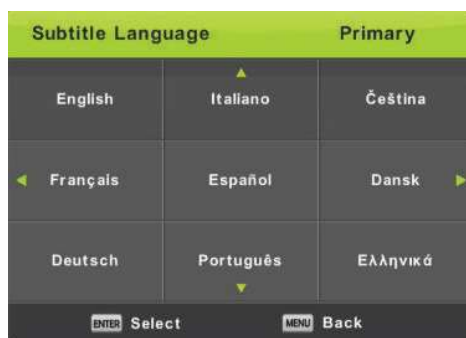 Subtitle Language Primary
English Italiano Čeština
Français Español Dansk
Deutsch Português Ελληνικά
ENTER Select MENU Back